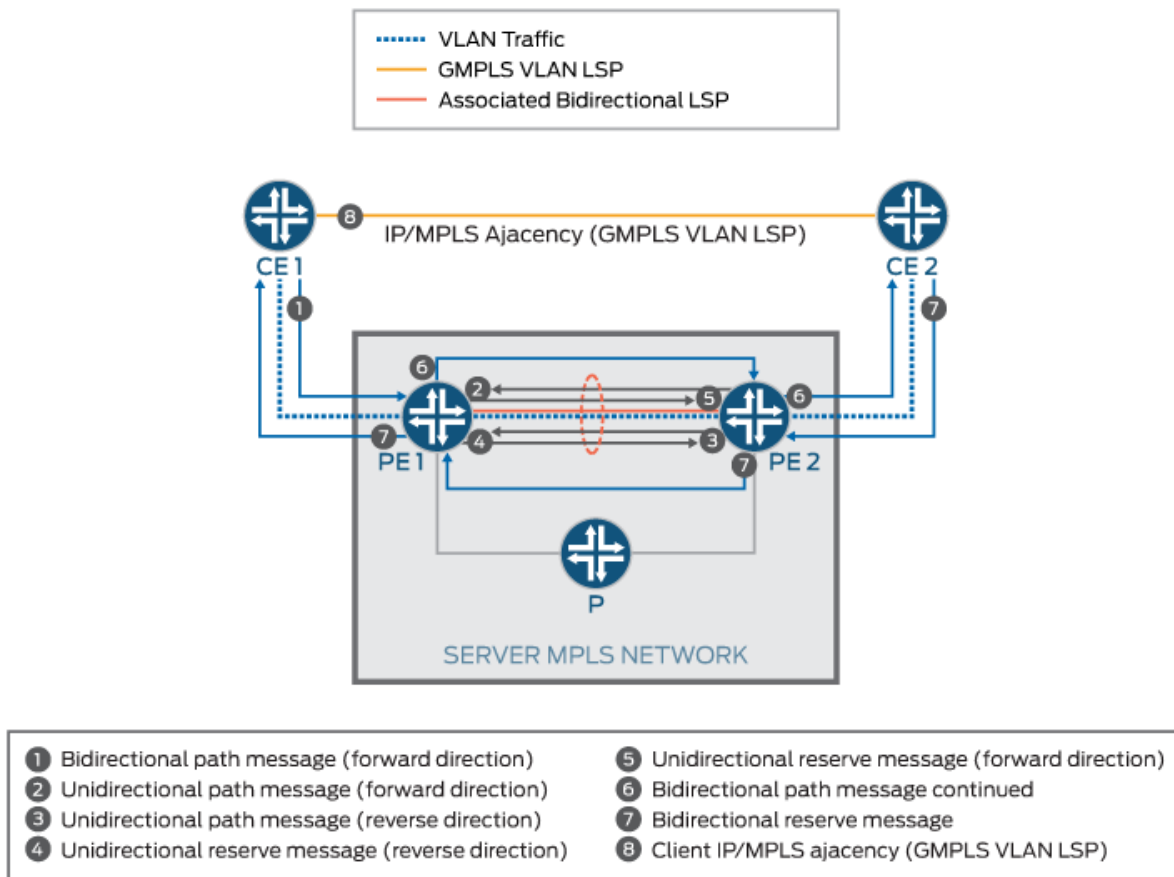 VLAN Traffic
GMPLS VLAN LSP
Associated Bidirectional LSP
8
IP/MPLS Ajacency (GMPLS VLAN LSP)
CE 1
CE 2
1
7
6
2
5
6
7
4
3
PE 1
7
PE 2
P
SERVER MPLS NETWORK
1 Bidirectional path message (forward direction)
2 Unidirectional path message (forward direction)
3 Unidirectional path message (reverse direction)
4 Unidirectional reserve message (reverse direction)
5 Unidirectional reserve message (forward direction)
6 Bidirectional path message continued
7 Bidirectional reserve message
8 Client IP/MPLS ajacency (GMPLS VLAN LSP)